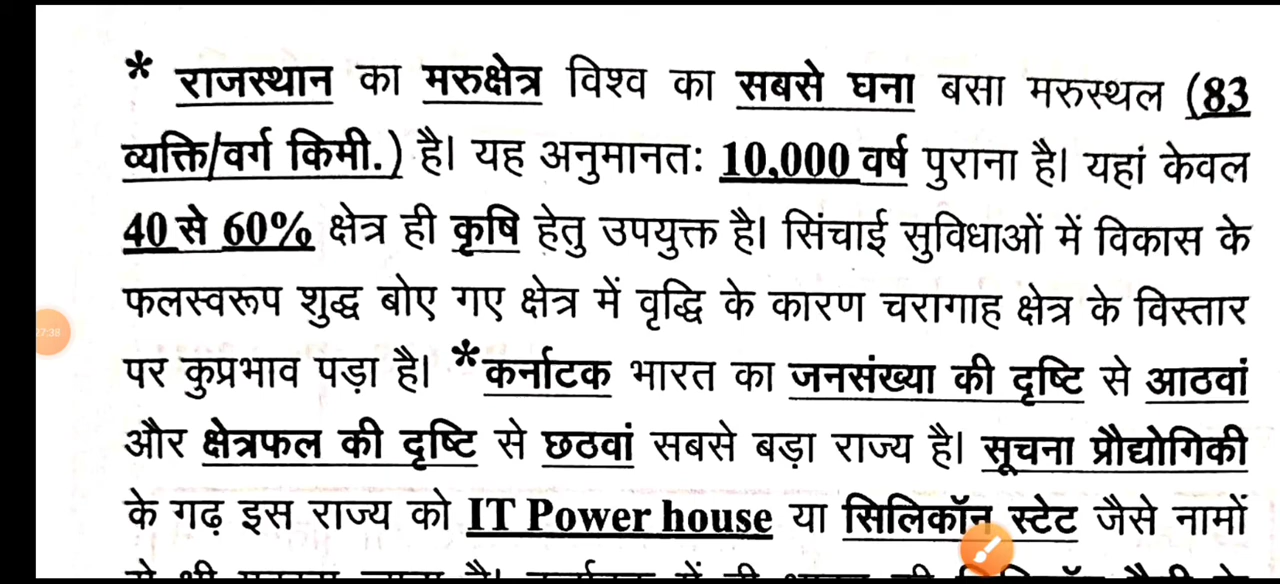 * राजस्थान का मरुक्षेत्र विश्व का सबसे घना बसा मरुस्थल (83
व्यक्ति/वर्ग किमी.) है। यह अनुमानत: 10,000 वर्ष पुराना है। यहां केवल
40 से 60% क्षेत्र ही कृषि हेतु उपयुक्त है। सिंचाई सुविधाओं में विकास के
फलस्वरूप शुद्ध बोए गए क्षेत्र में वृद्धि के कारण चरागाह क्षेत्र के विस्तार
पर कुप्रभाव पड़ा है। *कर्नाटक भारत का जनसंख्या की दृष्टि से आठवां
और क्षेत्रफल की दृष्टि से छठवां सबसे बड़ा राज्य है। सूचना प्रौद्योगिकी
के गढ़ इस राज्य को IT Power house या सिलिकॉन स्टेट जैसे नामों